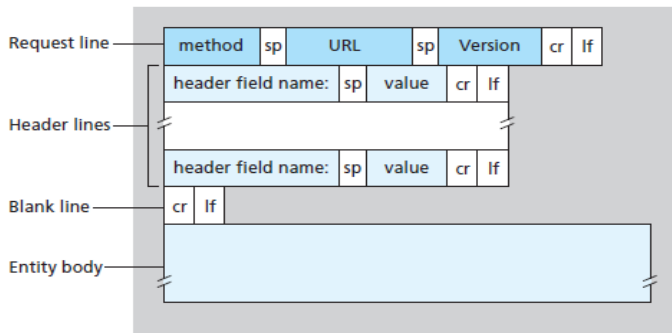 Request line method sp URL sp Version cr lf
header field name: sp value cr lf
Header lines
header field name: sp value cr lf
Blank line cr lf
Entity body